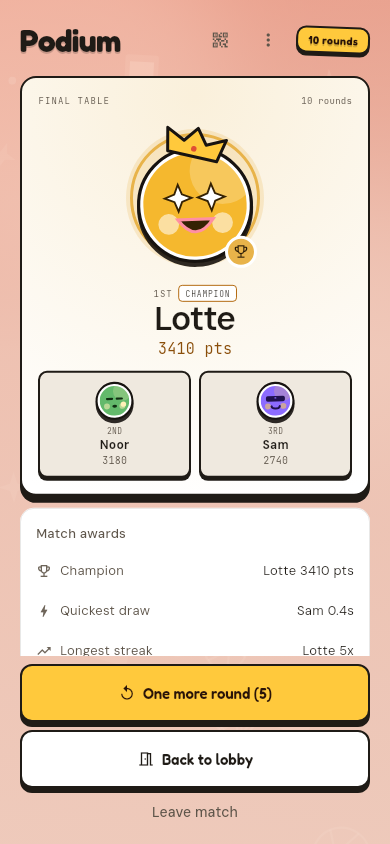 Podium
10 rounds
FINAL TABLE
10 rounds
1ST CHAMPION
Lotte
3410 pts
2ND
Noor
3180
3RD
Sam
2740
Match awards
Champion Lotte 3410 pts
Quickest draw Sam 0.4s
Longest streak Lotte 5x
One more round (5)
Back to lobby
Leave match